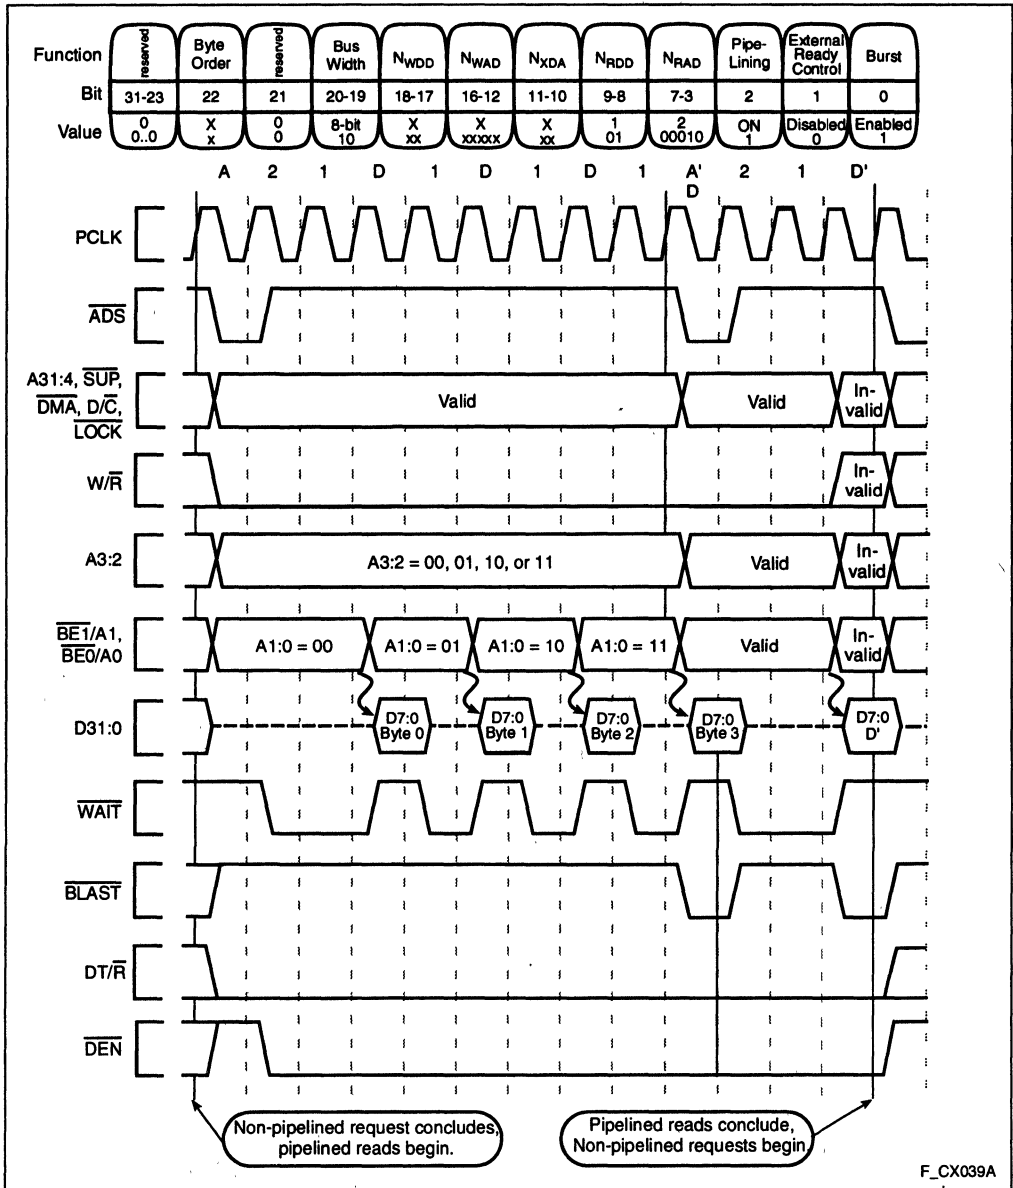 Function reserved Byte Order reserved Bus Width NWDD NWAD NXDA NRDD NRAD Pipe-Lining External Ready Control Burst
Bit 31-23 22 21 20-19 18-17 16-12 11-10 9-8 7-3 2 1 0
Value 0 X 0 8-bit X X X 1 2 ON Disabled Enabled
0..0 x 0 10 xx xxxxx xx 01 00010 1 0 1
A 2 1 D 1 D 1 D 1 A' 2 1 D'
D
PCLK
ADS
A31:4, SUP,
DMA, D/C,
LOCK
Valid Valid In-valid
W/R In-valid
A3:2 A3:2 = 00, 01, 10, or 11 Valid In-valid
BE1/A1,
BE0/A0
A1:0 = 00 A1:0 = 01 A1:0 = 10 A1:0 = 11 Valid In-valid
D31:0 D7:0 Byte 0 D7:0 Byte 1 D7:0 Byte 2 D7:0 Byte 3 D7:0 D'
WAIT
BLAST
DT/R
DEN
Non-pipelined request concludes,
pipelined reads begin.
Pipelined reads conclude,
Non-pipelined requests begin.
F_CX039A